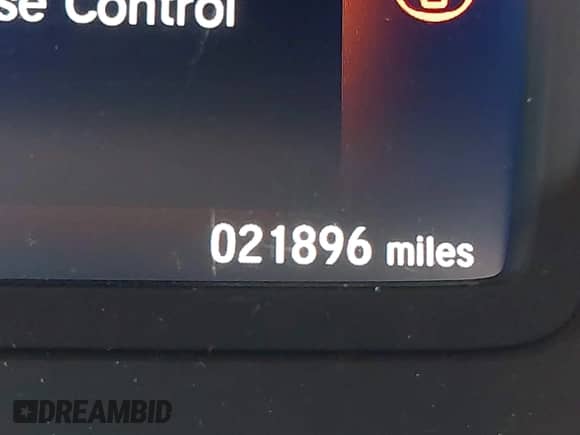 se Control
021896 miles
DREAMBID